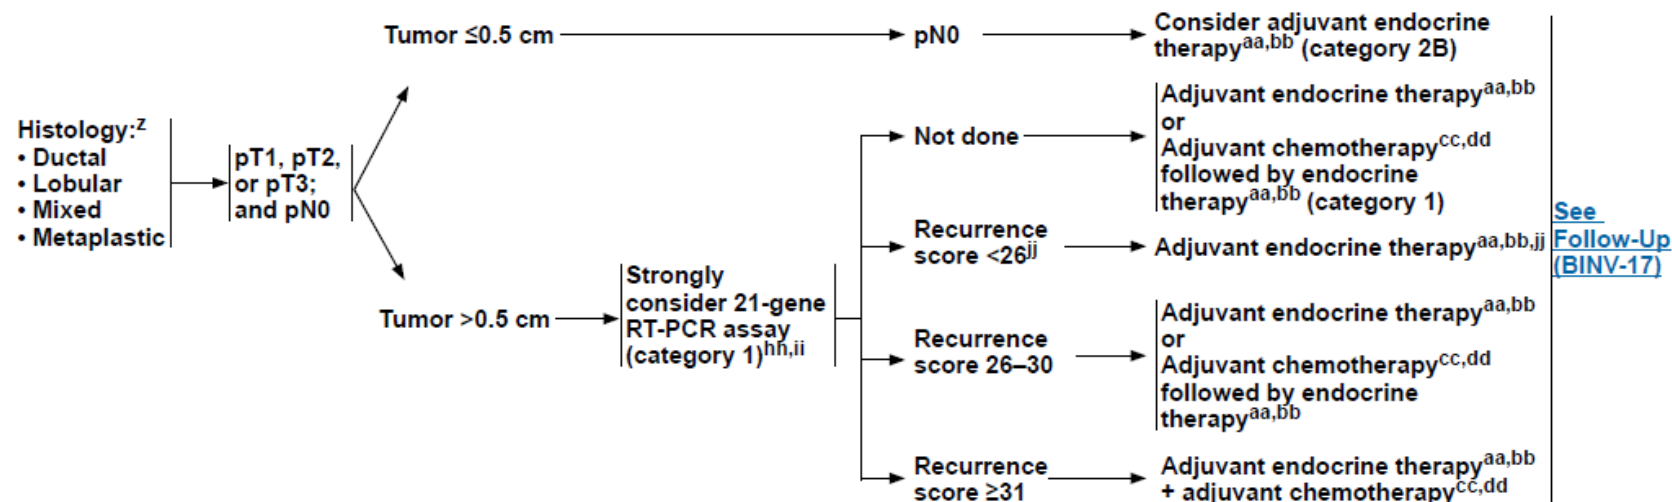 Histology:z
• Ductal
• Lobular
• Mixed
• Metaplastic
pT1, pT2,
or pT3;
and pN0
Tumor ≤0.5 cm
pN0
Consider adjuvant endocrine
therapyaa,bb (category 2B)
Tumor >0.5 cm
Strongly
consider 21-gene
RT-PCR assay
(category 1)hh,ii
Not done
Adjuvant endocrine therapyaa,bb
or
Adjuvant chemotherapycc,dd
followed by endocrine
therapyaa,bb (category 1)
Recurrence
score <26jj
Adjuvant endocrine therapyaa,bb,jj
Recurrence
score 26–30
Adjuvant endocrine therapyaa,bb
or
Adjuvant chemotherapycc,dd
followed by endocrine
therapyaa,bb
Recurrence
score ≥31
Adjuvant endocrine therapyaa,bb
+ adjuvant chemotherapycc,dd
See
Follow-Up
(BINV-17)